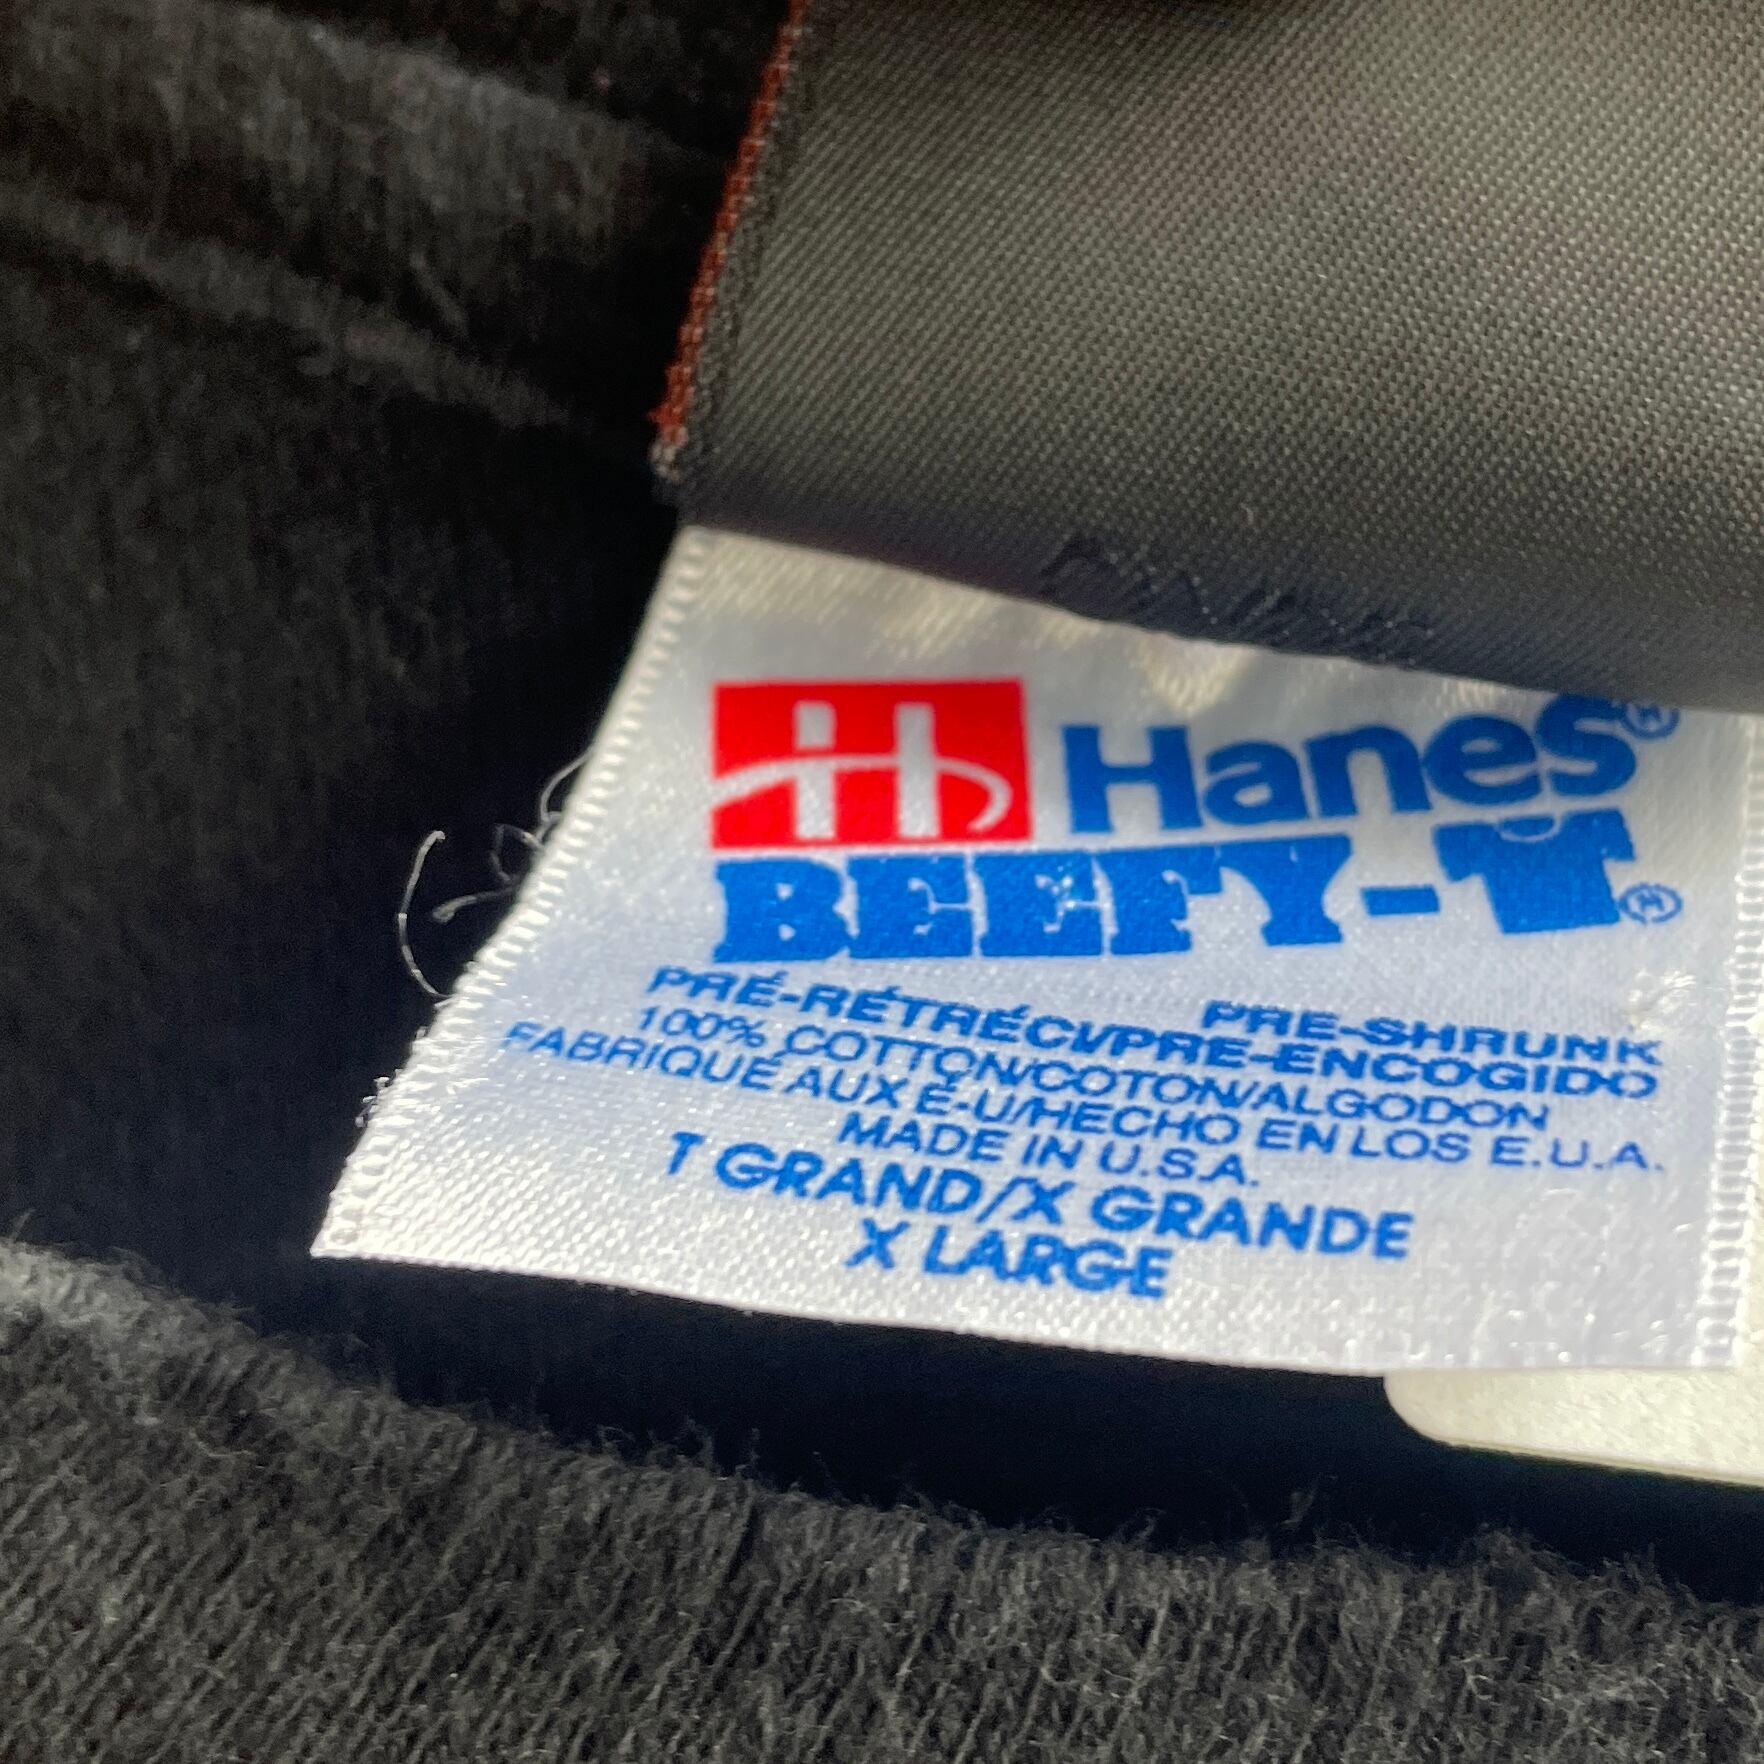 Hanes®
BEEFY-T®
PRE-SHRUNK
PRÉ-RÉTRÉCI/PRE-ENCOGIDO
100% COTTON/COTON/ALGODON
FABRIQUÉ AUX É-U/HECHO EN LOS E.U.A.
MADE IN U.S.A.
T GRAND/X GRANDE
X LARGE